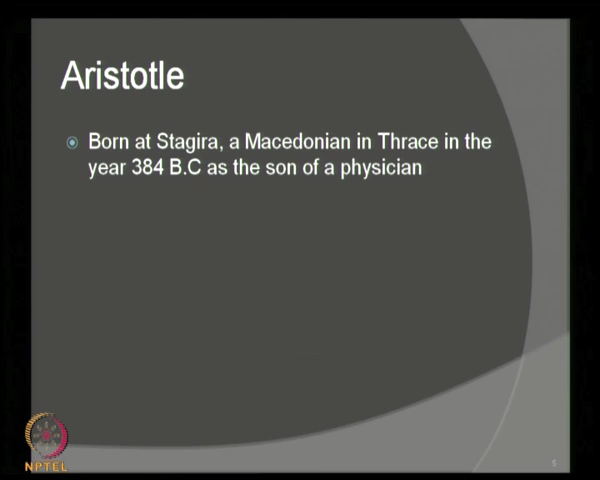 Aristotle
Born at Stagira, a Macedonian in Thrace in the
year 384 B.C as the son of a physician
NPTEL
5